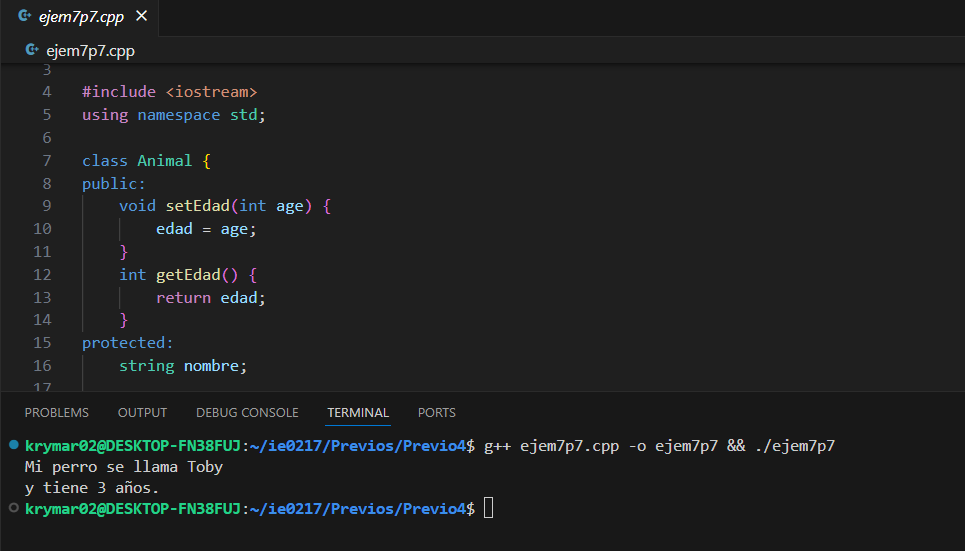 ejem7p7.cpp
ejem7p7.cpp
3
4 #include <iostream>
5 using namespace std;
6
7 class Animal {
8 public:
9 void setEdad(int age) {
10 edad = age;
11 }
12 int getEdad() {
13 return edad;
14 }
15 protected:
16 string nombre;
17
PROBLEMS OUTPUT DEBUG CONSOLE TERMINAL PORTS
krymar02@DESKTOP-FN38FUJ:~/ie0217/Previos/Previo4$ g++ ejem7p7.cpp -o ejem7p7 && ./ejem7p7
Mi perro se llama Toby
y tiene 3 años.
krymar02@DESKTOP-FN38FUJ:~/ie0217/Previos/Previo4$